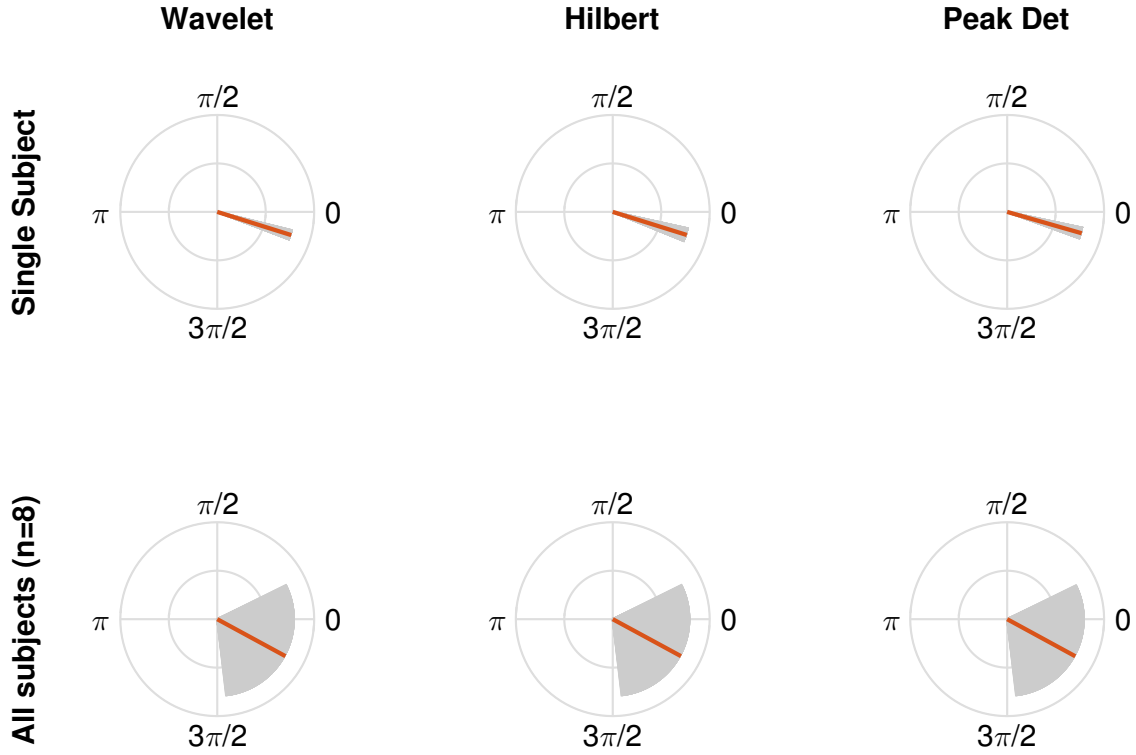 Wavelet Hilbert Peak Det
Single Subject
π/2 π/2 π/2
π 0 π 0 π 0
3π/2 3π/2 3π/2
All subjects (n=8)
π/2 π/2 π/2
π 0 π 0 π 0
3π/2 3π/2 3π/2